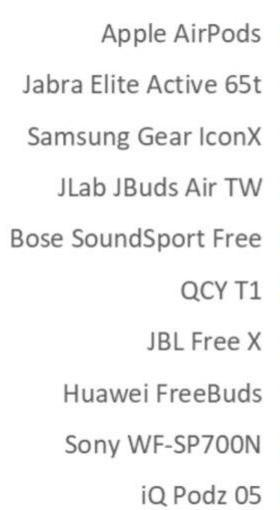 Apple AirPods
Jabra Elite Active 65t
Samsung Gear IconX
JLab JBuds Air TW
Bose SoundSport Free
QCY T1
JBL Free X
Huawei FreeBuds
Sony WF-SP700N
iQ Podz 05